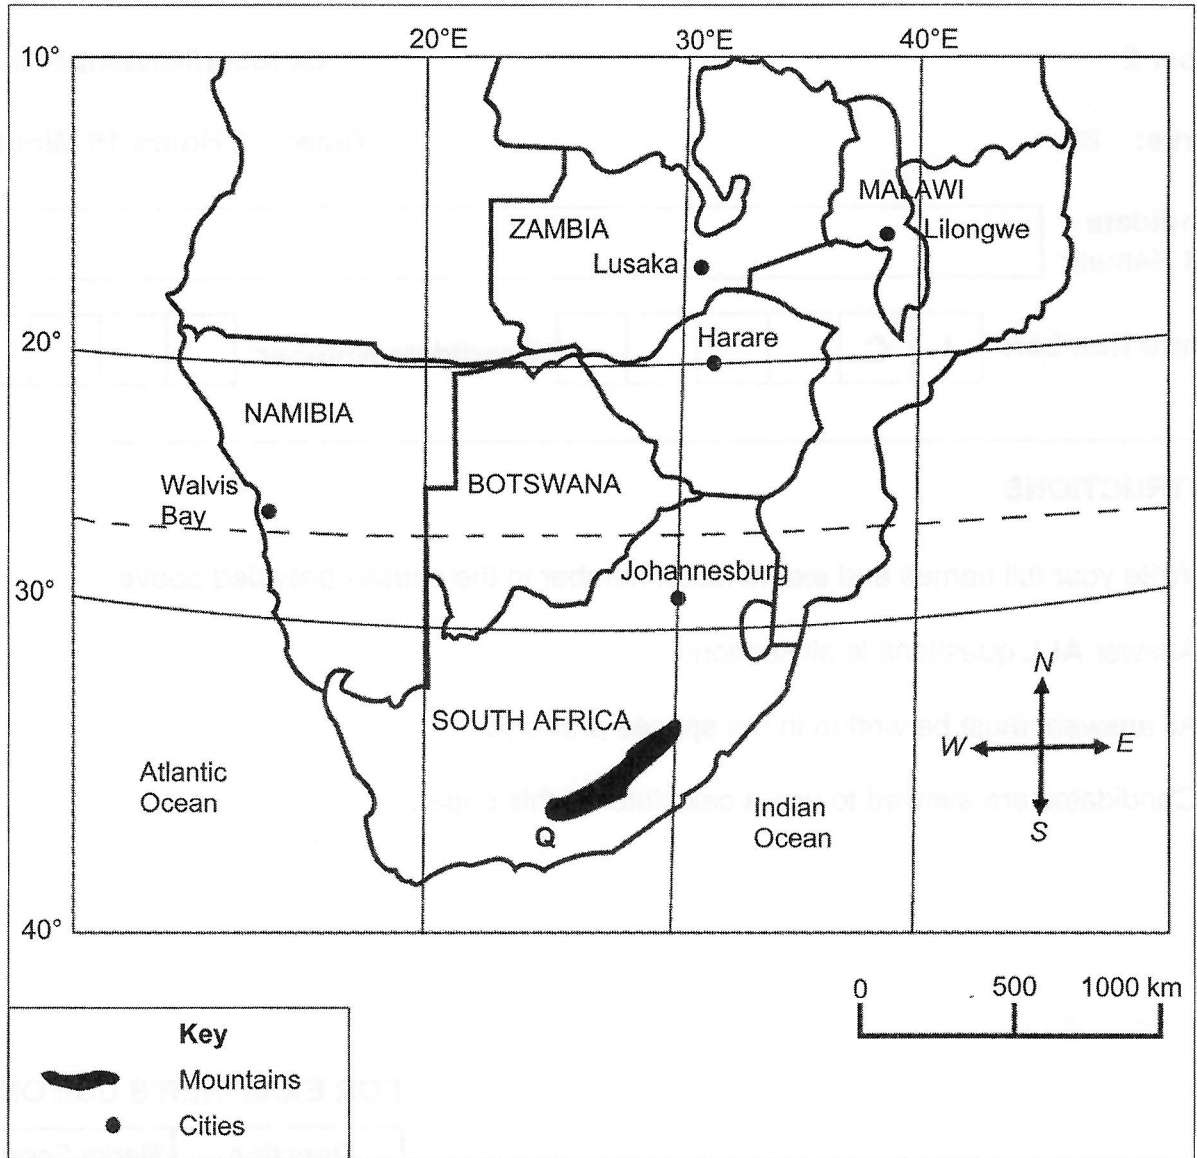 20°E 30°E 40°E
10°
MALAWI
ZAMBIA
Lilongwe
Lusaka
Harare
20°
NAMIBIA
BOTSWANA
Walvis
Bay
Johannesburg
30°
N
SOUTH AFRICA
W E
Atlantic
Ocean
Indian
Ocean
S
Q
40°
0 500 1000 km
Key
Mountains
Cities